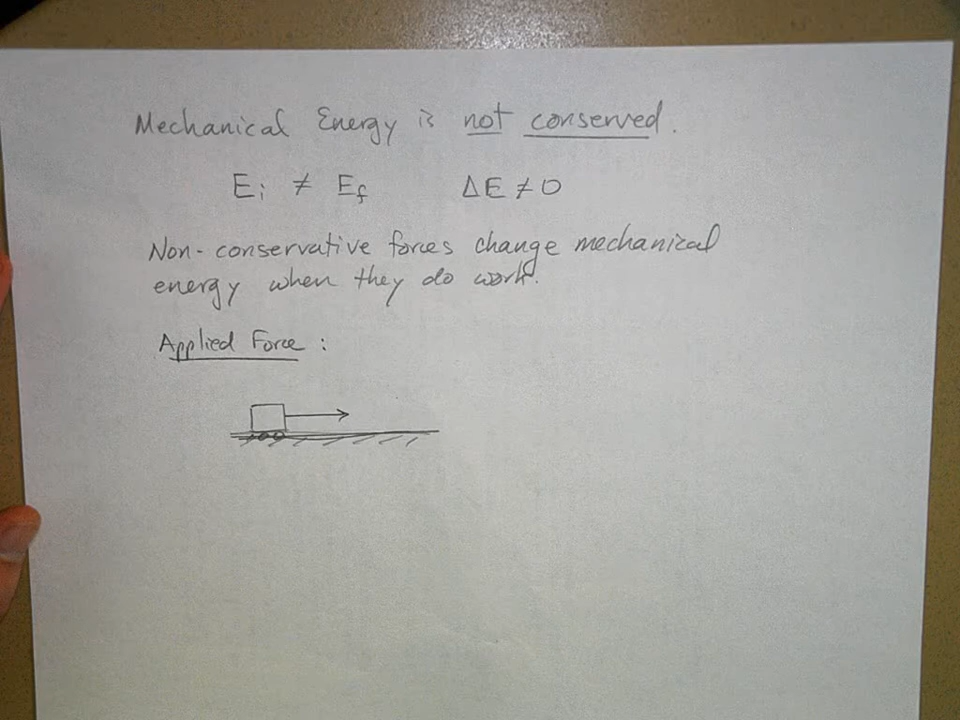 Mechanical Energy is not conserved.
Ei ≠ Ef ΔE ≠ 0
Non-conservative forces change mechanical
energy when they do work.
Applied Force :